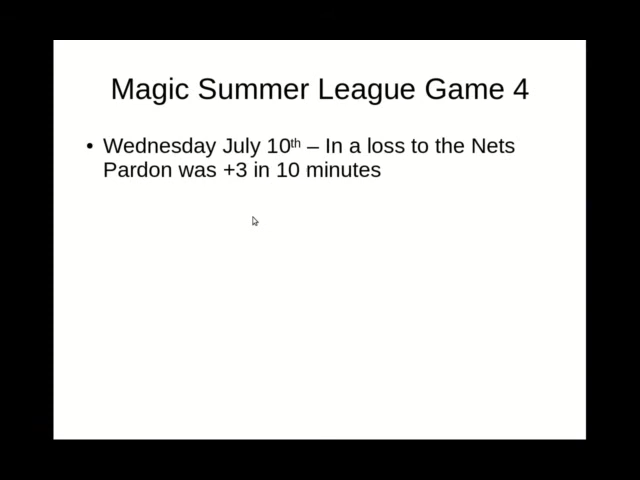 Magic Summer League Game 4
• Wednesday July 10th – In a loss to the Nets
Pardon was +3 in 10 minutes